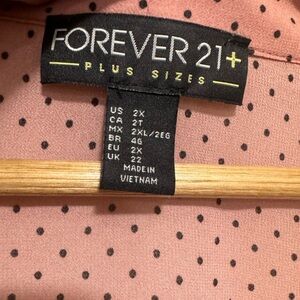 FOREVER 21+
PLUS SIZES
US 2X
CA 2T
MX 2XL/2EG
BR 46
EU 2X
UK 22
MADE IN
VIETNAM